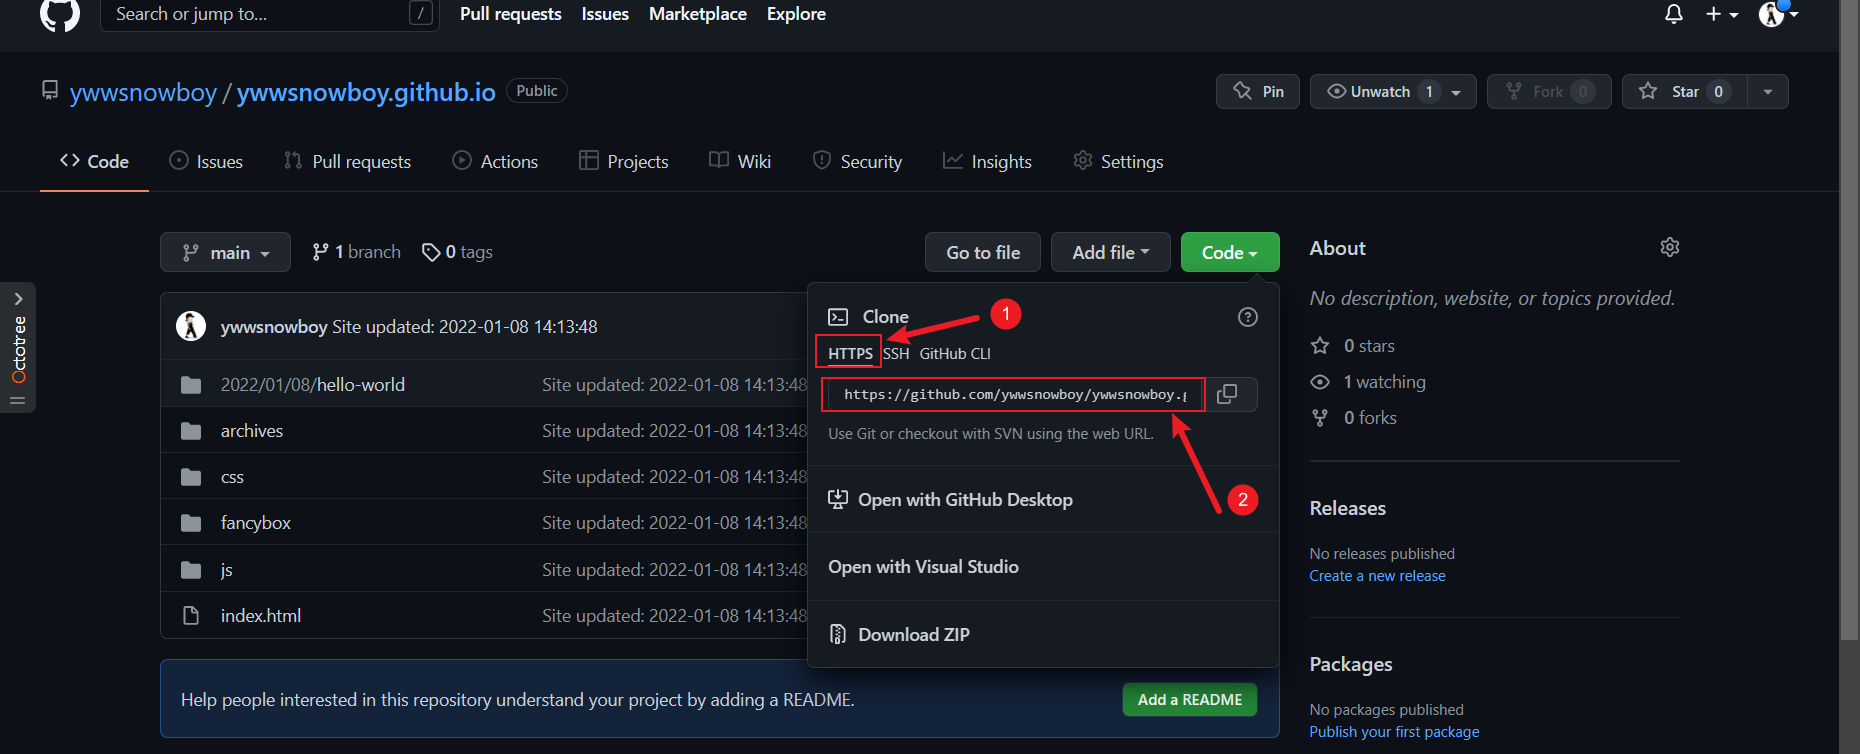 Search or jump to... /
Pull requests Issues Marketplace Explore
ywwsnowboy / ywwsnowboy.github.io Public
Pin Unwatch 1 Fork 0 Star 0
Code Issues Pull requests Actions Projects Wiki Security Insights Settings
main 1 branch 0 tags Go to file Add file Code
Octotree
ywwsnowboy Site updated: 2022-01-08 14:13:48
2022/01/08/hello-world Site updated: 2022-01-08 14:13:48
archives Site updated: 2022-01-08 14:13:48
css Site updated: 2022-01-08 14:13:48
fancybox Site updated: 2022-01-08 14:13:48
js Site updated: 2022-01-08 14:13:48
index.html Site updated: 2022-01-08 14:13:48
Clone 1
HTTPS SSH GitHub CLI
https://github.com/ywwsnowboy/ywwsnowboy.g
Use Git or checkout with SVN using the web URL.
2
Open with GitHub Desktop
Open with Visual Studio
Download ZIP
Help people interested in this repository understand your project by adding a README. Add a README
About
No description, website, or topics provided.
0 stars
1 watching
0 forks
Releases
No releases published
Create a new release
Packages
No packages published
Publish your first package